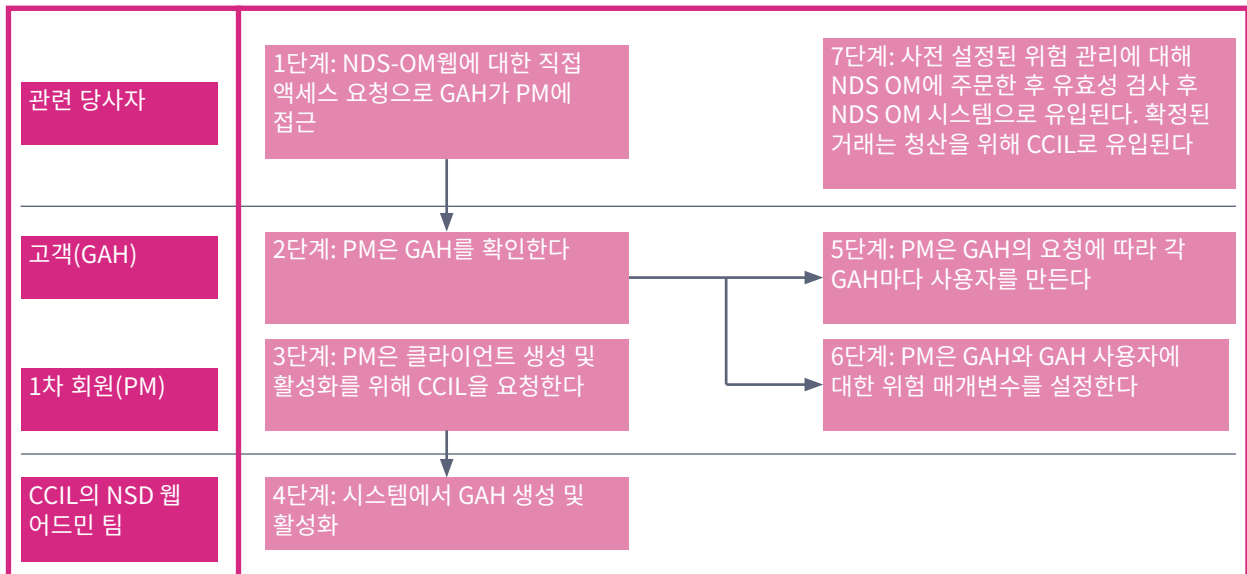 관련 당사자
1단계: NDS-OM웹에 대한 직접
액세스 요청으로 GAH가 PM에
접근
7단계: 사전 설정된 위험 관리에 대해
NDS OM에 주문한 후 유효성 검사 후
NDS OM 시스템으로 유입된다. 확정된
거래는 청산을 위해 CCIL로 유입된다
고객(GAH)
2단계: PM은 GAH를 확인한다
5단계: PM은 GAH의 요청에 따라 각
GAH마다 사용자를 만든다
1차 회원(PM)
3단계: PM은 클라이언트 생성 및
활성화를 위해 CCIL을 요청한다
6단계: PM은 GAH와 GAH 사용자에
대한 위험 매개변수를 설정한다
CCIL의 NSD 웹
어드민 팀
4단계: 시스템에서 GAH 생성 및
활성화